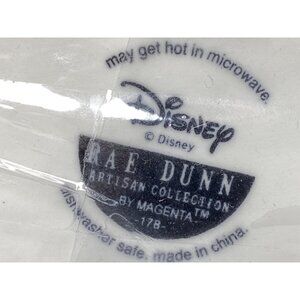 may get hot in microwave.
Disney
© Disney
RAE DUNN
ARTISAN COLLECTION
BY MAGENTA™
178-
dishwasher safe. made in china.